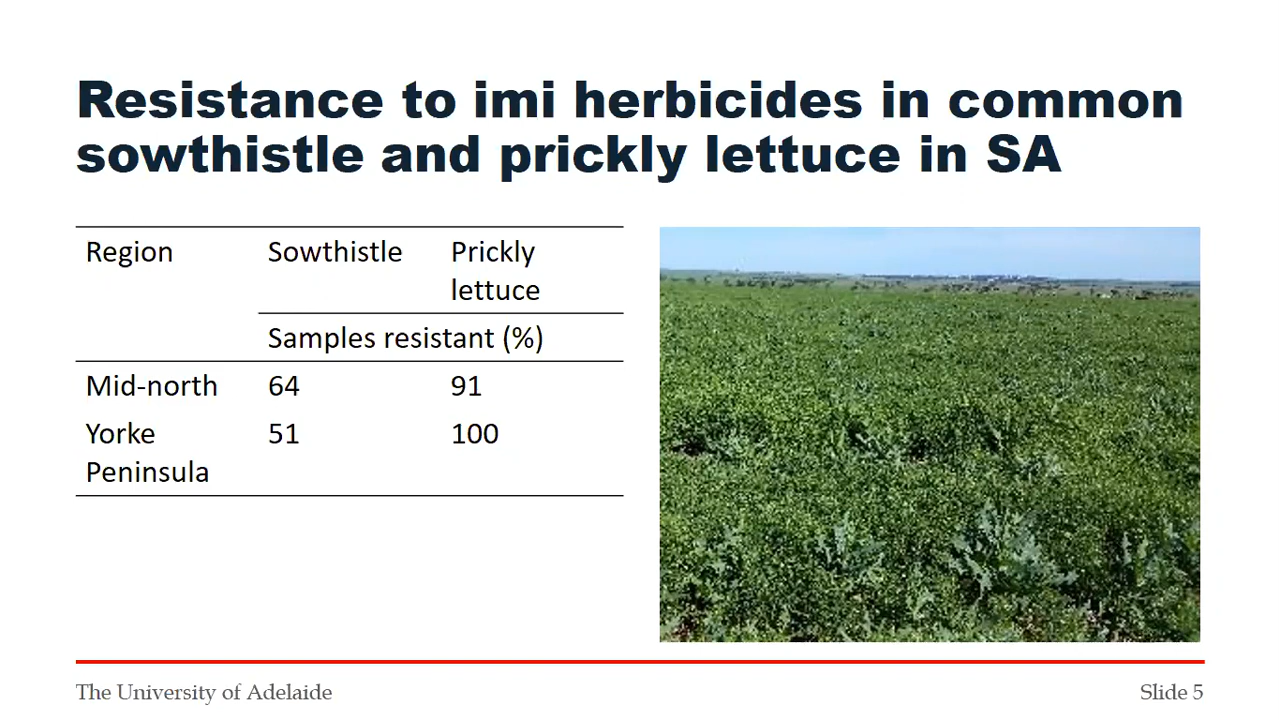 Resistance to imi herbicides in common
sowthistle and prickly lettuce in SA
Region Sowthistle Prickly
lettuce
Samples resistant (%)
Mid-north 64 91
Yorke 51 100
Peninsula
The University of Adelaide Slide 5